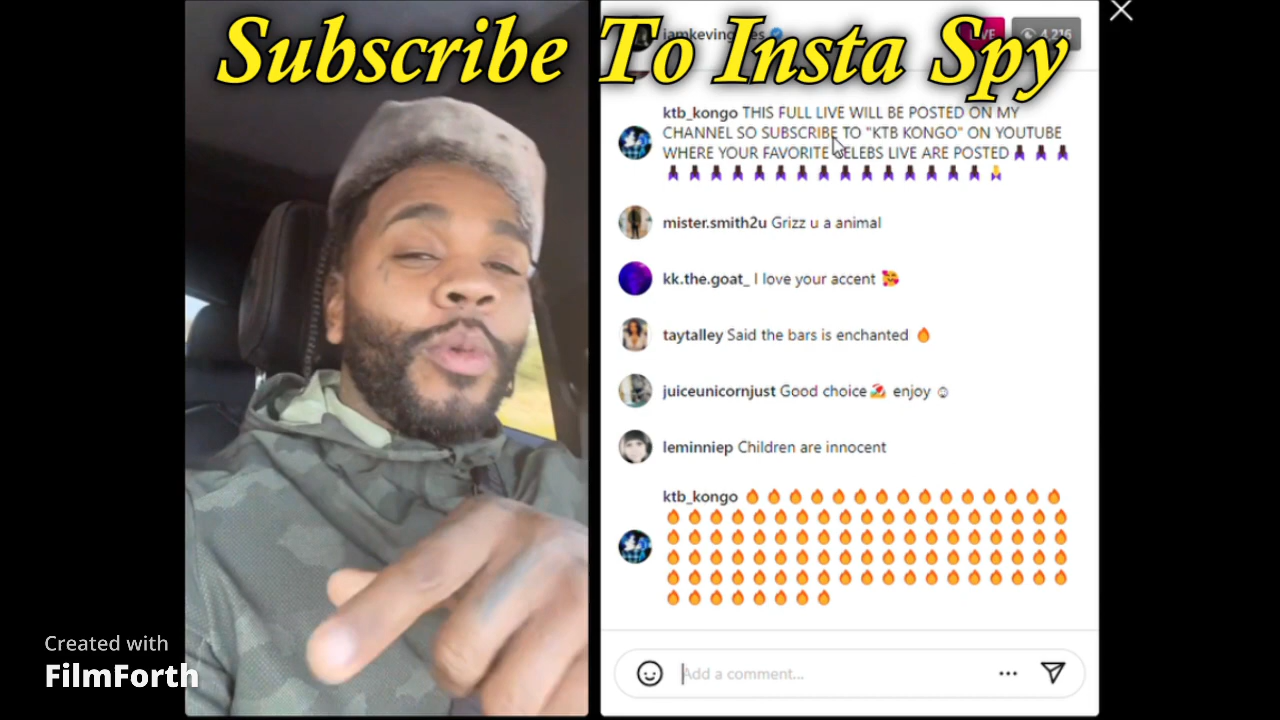 Subscribe To Insta Spy
LIVE
4,216
ktb_kongo THIS FULL LIVE WILL BE POSTED ON MY
CHANNEL SO SUBSCRIBE TO "KTB KONGO" ON YOUTUBE
WHERE YOUR FAVORITE CELEBS LIVE ARE POSTED
mister.smith2u Grizz u a animal
kk.the.goat_ I love your accent 🥰
taytalley Said the bars is enchanted 🔥
juiceunicornjust Good choice enjoy
leminniep Children are innocent
ktb_kongo 🔥🔥🔥🔥🔥🔥🔥🔥🔥🔥🔥🔥🔥🔥🔥
🔥🔥🔥🔥🔥🔥🔥🔥🔥🔥🔥🔥🔥🔥🔥🔥🔥🔥🔥
🔥🔥🔥🔥🔥🔥🔥🔥🔥🔥🔥🔥🔥🔥🔥🔥🔥🔥🔥
🔥🔥🔥🔥🔥🔥🔥🔥🔥🔥🔥🔥🔥🔥🔥🔥🔥🔥🔥
🔥🔥🔥🔥🔥🔥🔥🔥🔥🔥🔥🔥🔥🔥🔥🔥🔥🔥🔥
🔥🔥🔥🔥🔥🔥🔥🔥
Add a comment...
Created with
FilmForth